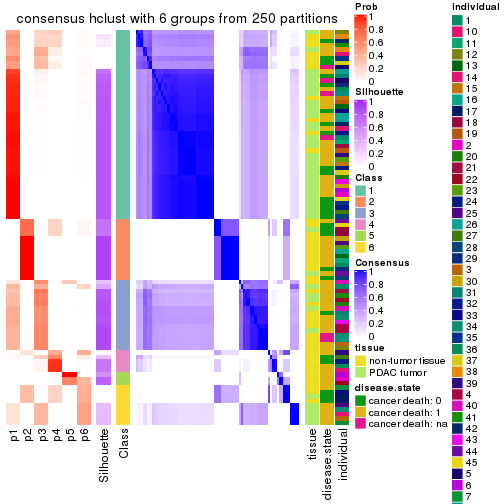 consensus hclust with 6 groups from 250 partitions
Prob
0.8
0.6
0.4
0.2
0
Silhouette
1
0.8
0.6
0.4
0.2
0
Class
1
2
3
4
5
6
Consensus
1
0.8
0.6
0.4
0.2
0
tissue
non-tumor tissue
PDAC tumor
disease.state
cancer death: 0
cancer death: 1
cancer death: na
individual
1
10
11
12
13
14
15
16
17
18
19
2
20
21
22
23
24
25
26
27
28
29
3
30
31
32
33
34
35
36
37
38
39
4
40
41
42
43
44
45
5
6
7
p1
p2
p3
p4
p5
p6
Silhouette
Class
tissue
disease.state
individual